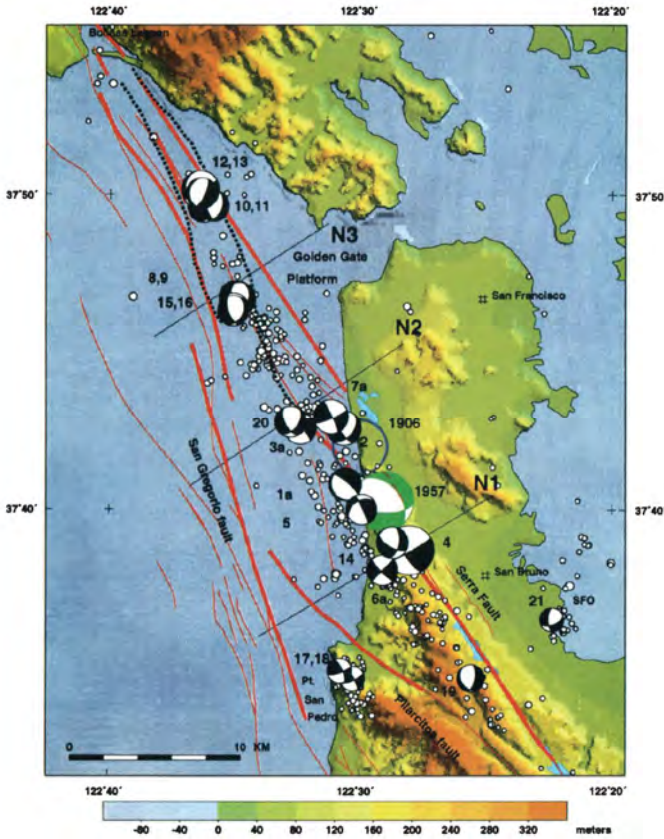 122°40' 122°30' 122°20'
Bolinas Lagoon
12,13
37°50' 37°50'
10,11
N3
Golden Gate
Platform
8,9
15,16
San Francisco
N2
7a
20
1906
2
3a
San Gregorio fault
1a
1957
N1
37°40' 37°40'
5
4
14
San Bruno
Serra Fault
21
SFO
6a
17,18
Pt.
San
Pedro
19
Pilarcitos fault
0 10 KM
122°40' 122°30' 122°20'
-80 -40 0 40 80 120 160 200 240 280 320 meters